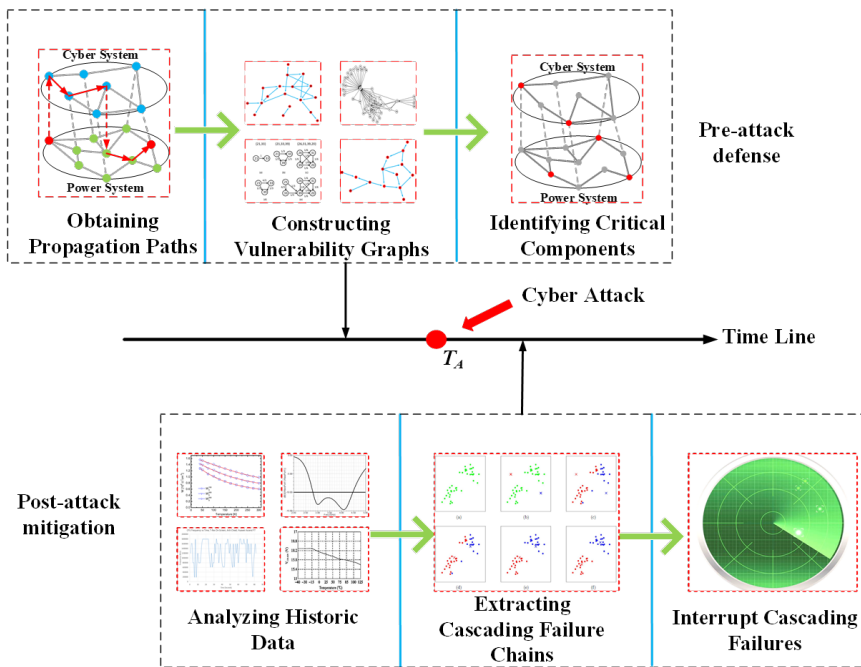 Cyber System
Power System
Obtaining
Propagation Paths
Constructing
Vulnerability Graphs
Cyber System
Power System
Identifying Critical
Components
Pre-attack
defense
Cyber Attack
Time Line
T_A
Post-attack
mitigation
Analyzing Historic
Data
(a)
(b)
(c)
(d)
(e)
(f)
Extracting
Cascading Failure
Chains
Interrupt Cascading
Failures